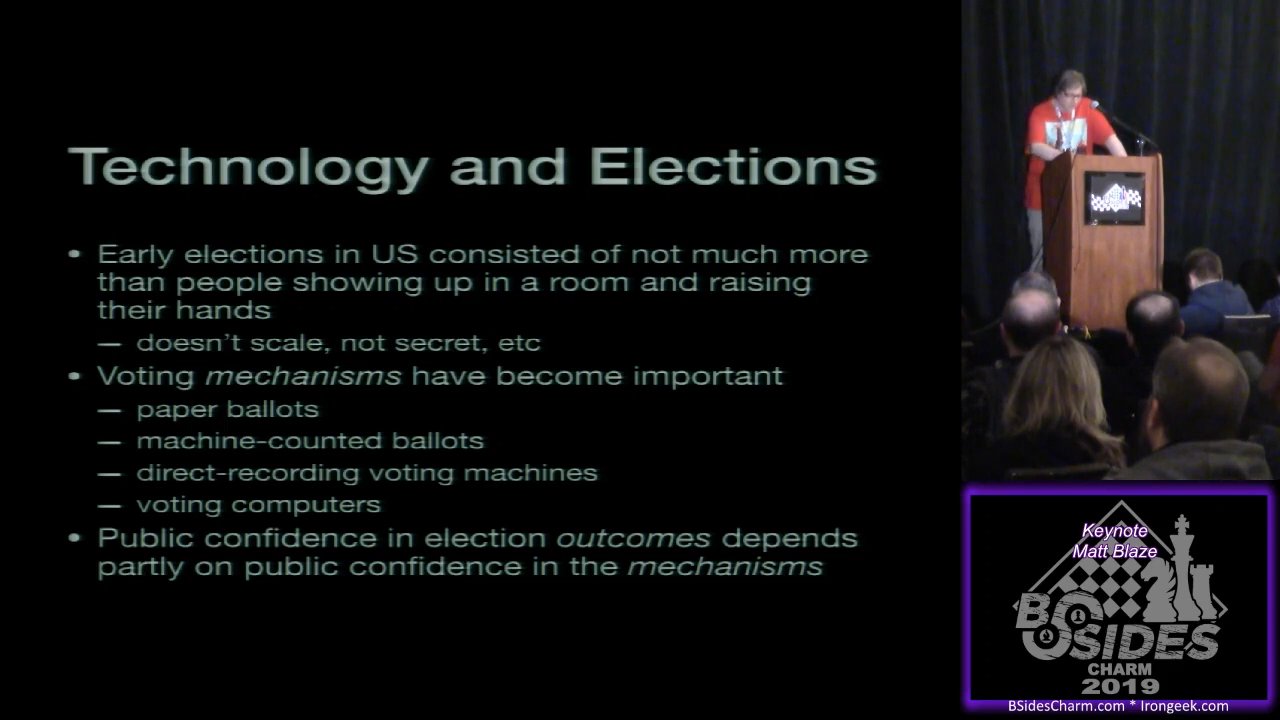 Technology and Elections
• Early elections in US consisted of not much more
than people showing up in a room and raising
their hands
— doesn't scale, not secret, etc
• Voting mechanisms have become important
— paper ballots
— machine-counted ballots
— direct-recording voting machines
— voting computers
• Public confidence in election outcomes depends
partly on public confidence in the mechanisms
Keynote
Matt Blaze
BSIDES
CHARM
2019
BSidesCharm.com * Irongeek.com